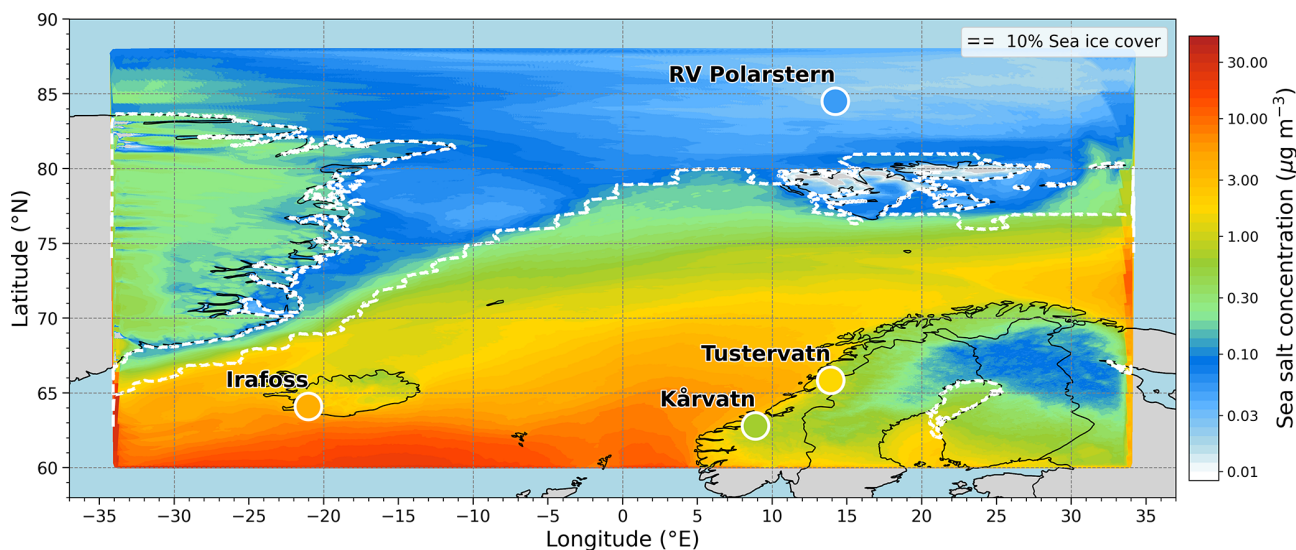 90
85
80
75
70
65
60
Latitude (°N)
−35 −30 −25 −20 −15 −10 −5 0 5 10 15 20 25 30 35
Longitude (°E)
10% Sea ice cover
RV Polarstern
Tustervatn
Irafoss
Kårvatn
30.00
10.00
3.00
1.00
0.30
0.10
0.03
0.01
Sea salt concentration (μg m⁻³)